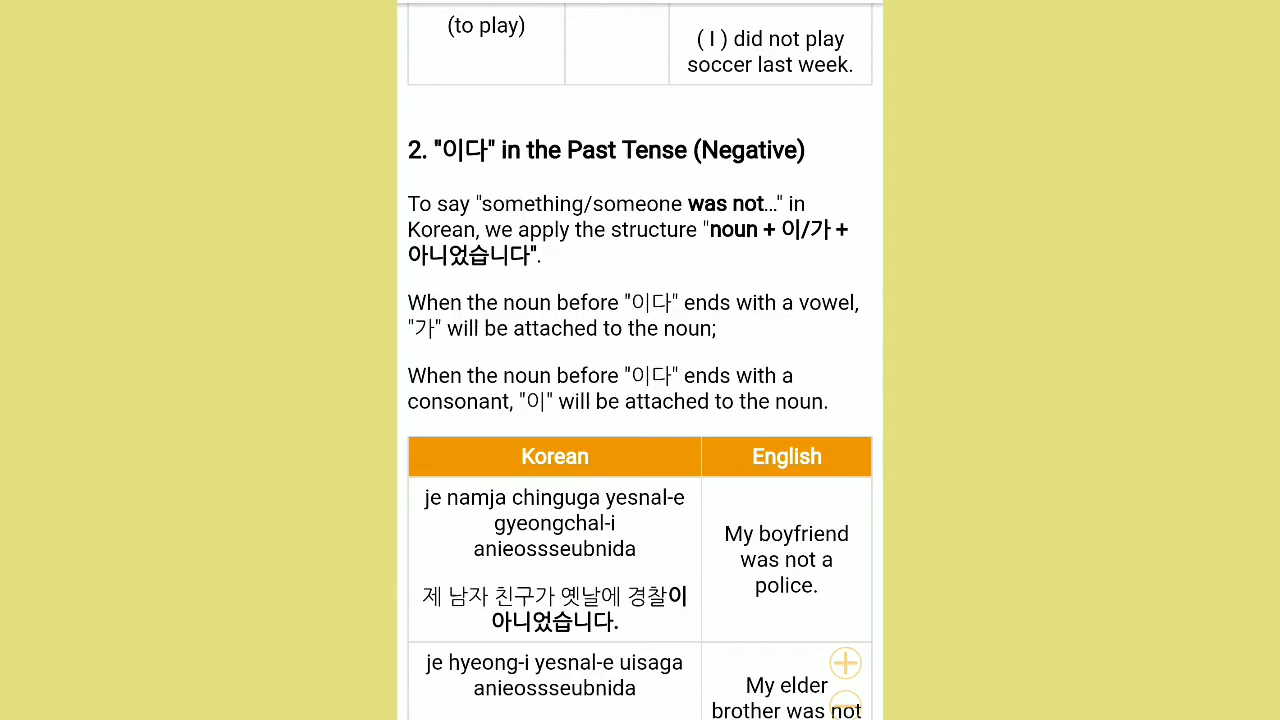 (to play)
( I ) did not play
soccer last week.
2. "이다" in the Past Tense (Negative)
To say "something/someone was not..." in
Korean, we apply the structure "noun + 이/가 +
아니었습니다".
When the noun before "이다" ends with a vowel,
"가" will be attached to the noun;
When the noun before "이다" ends with a
consonant, "이" will be attached to the noun.
Korean
English
je namja chinguga yesnal-e
gyeongchal-i
anieossseubnida
제 남자 친구가 옛날에 경찰이
아니었습니다.
My boyfriend
was not a
police.
je hyeong-i yesnal-e uisaga
anieossseubnida
My elder
brother was not